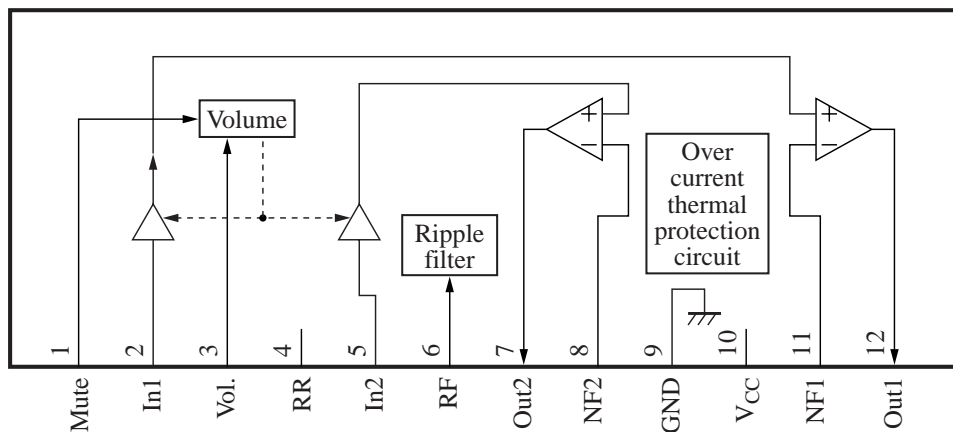 Volume
+
−
+
−
Over
current
thermal
protection
circuit
Ripple
filter
1
2
3
4
5
6
7
8
9
10
11
12
Mute
In1
Vol.
RR
In2
RF
Out2
NF2
GND
VCC
NF1
Out1